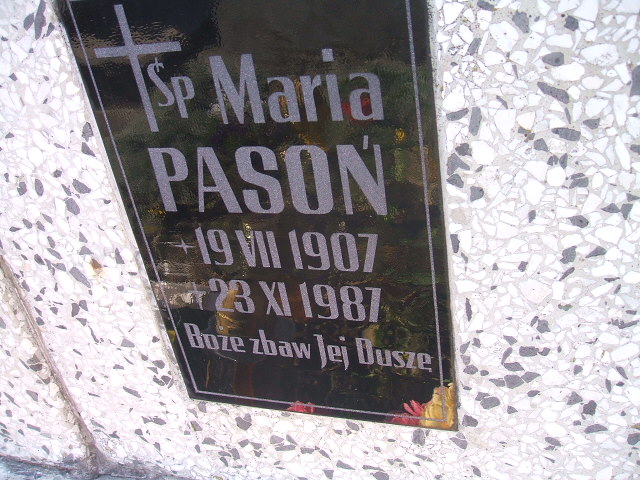 Śp Maria
PASOŃ
19 VII 1907
23 XI 1987
Boże zbaw Jej Duszę